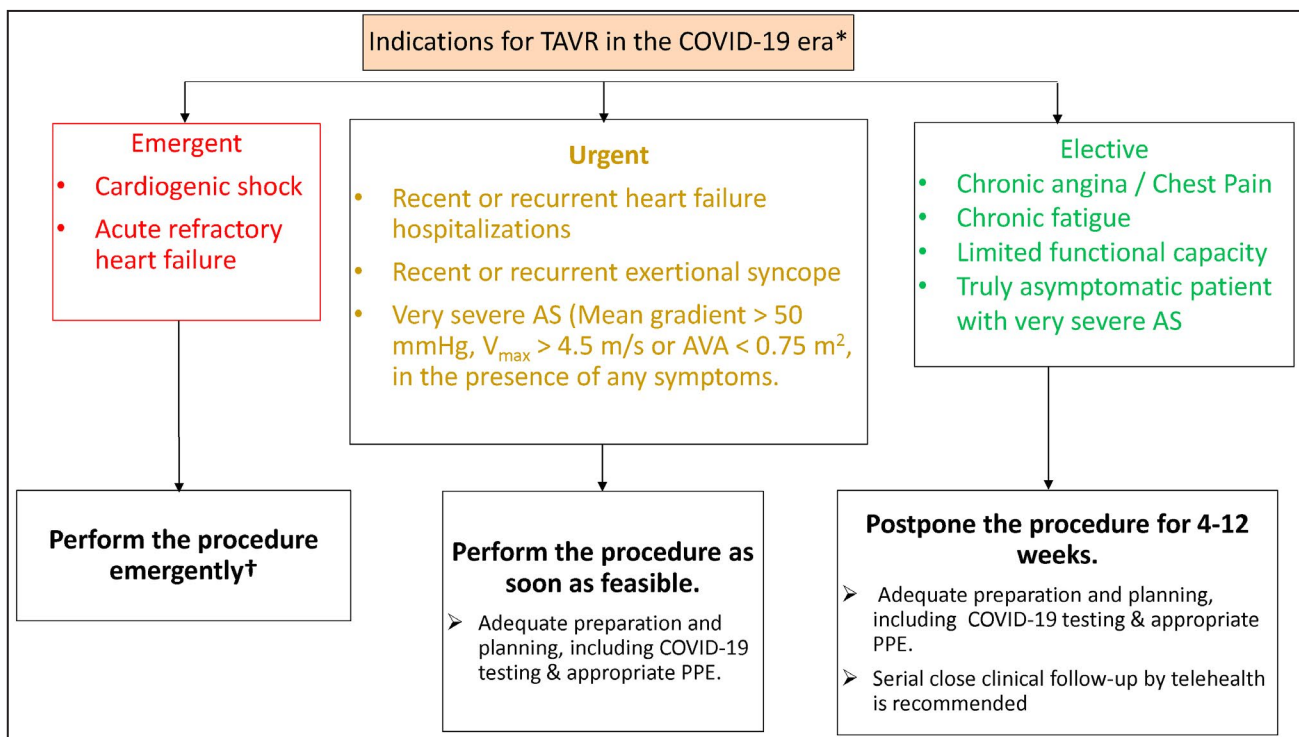 Indications for TAVR in the COVID-19 era*
Emergent
• Cardiogenic shock
• Acute refractory
heart failure
Perform the procedure
emergently†
Urgent
• Recent or recurrent heart failure
hospitalizations
• Recent or recurrent exertional syncope
• Very severe AS (Mean gradient > 50
mmHg, Vmax > 4.5 m/s or AVA < 0.75 m²,
in the presence of any symptoms.
Perform the procedure as
soon as feasible.
➢ Adequate preparation and
planning, including COVID-19
testing & appropriate PPE.
Elective
• Chronic angina / Chest Pain
• Chronic fatigue
• Limited functional capacity
• Truly asymptomatic patient
with very severe AS
Postpone the procedure for 4-12
weeks.
➢ Adequate preparation and planning,
including COVID-19 testing & appropriate
PPE.
➢ Serial close clinical follow-up by telehealth
is recommended